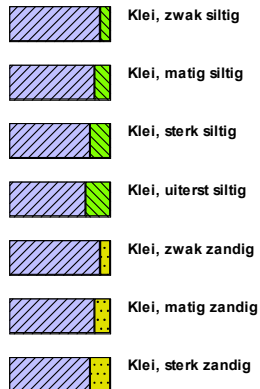 Klei, zwak siltig
Klei, matig siltig
Klei, sterk siltig
Klei, uiterst siltig
Klei, zwak zandig
Klei, matig zandig
Klei, sterk zandig